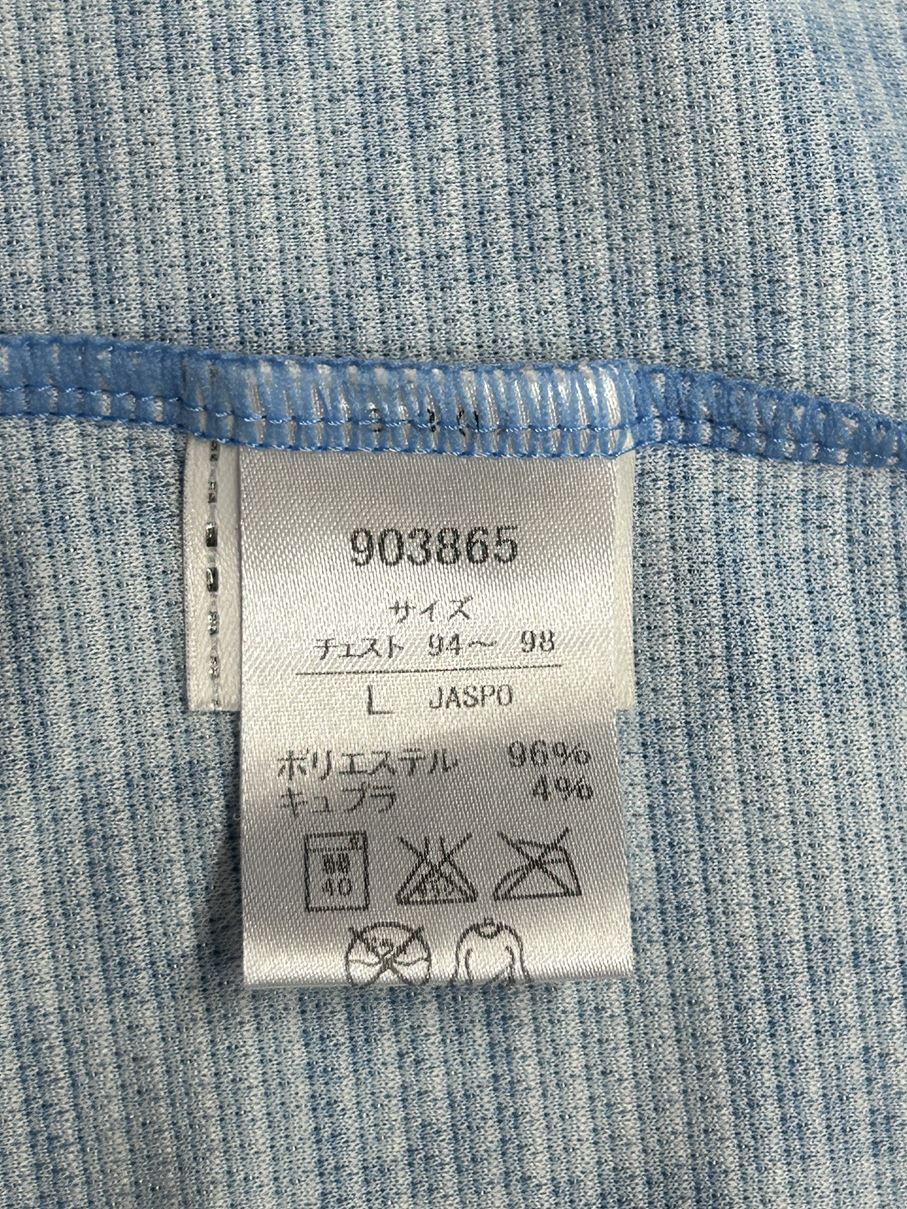 903865
サイズ
チェスト 94～ 98
L JASPO
ポリエステル 96%
キュプラ 4%
40